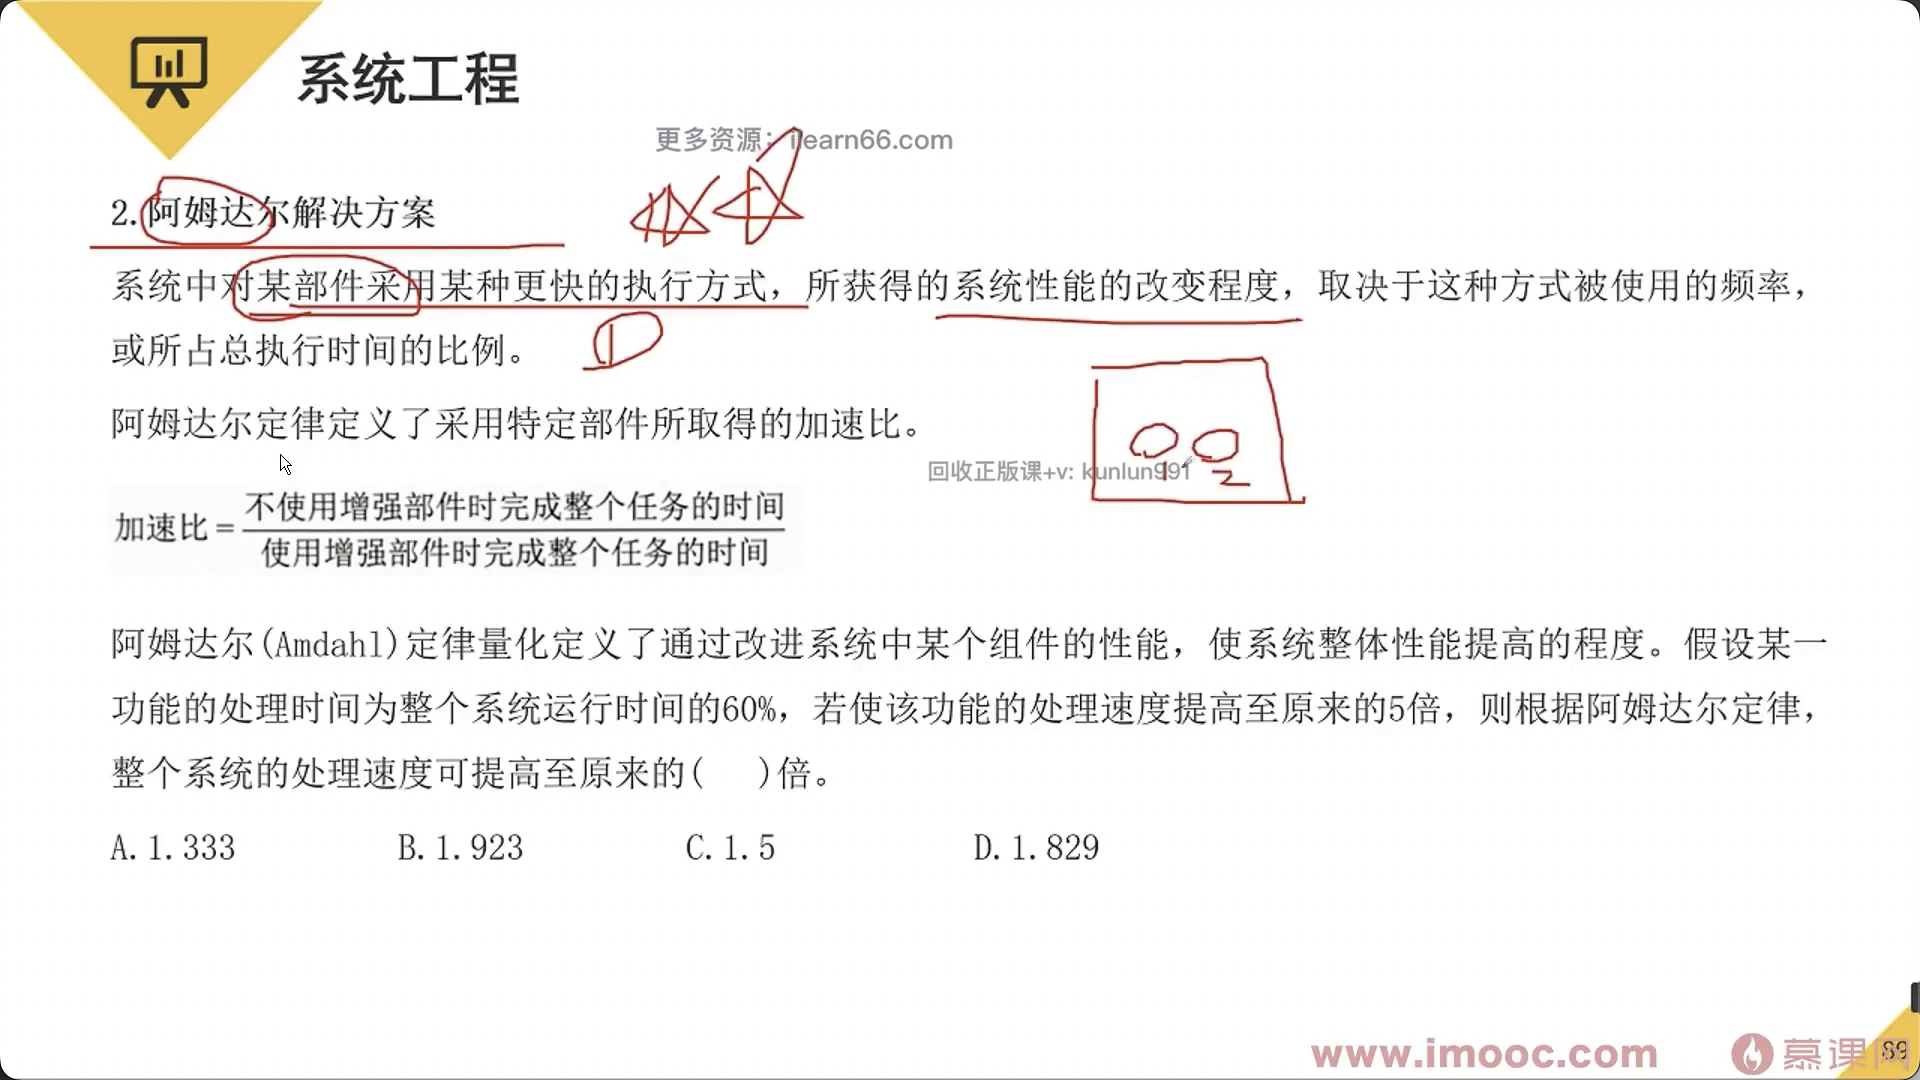 系统工程
更多资源：ilearn66.com
2.阿姆达尔解决方案
系统中对某部件采用某种更快的执行方式，所获得的系统性能的改变程度，取决于这种方式被使用的频率，
或所占总执行时间的比例。
①
阿姆达尔定律定义了采用特定部件所取得的加速比。
回收正版课+v: kunlun991
1 2
加速比=不使用增强部件时完成整个任务的时间
使用增强部件时完成整个任务的时间
阿姆达尔(Amdahl)定律量化定义了通过改进系统中某个组件的性能，使系统整体性能提高的程度。假设某一
功能的处理时间为整个系统运行时间的60%，若使该功能的处理速度提高至原来的5倍，则根据阿姆达尔定律，
整个系统的处理速度可提高至原来的(  )倍。
A.1.333 B.1.923 C.1.5 D.1.829
www.imooc.com 慕课网 89